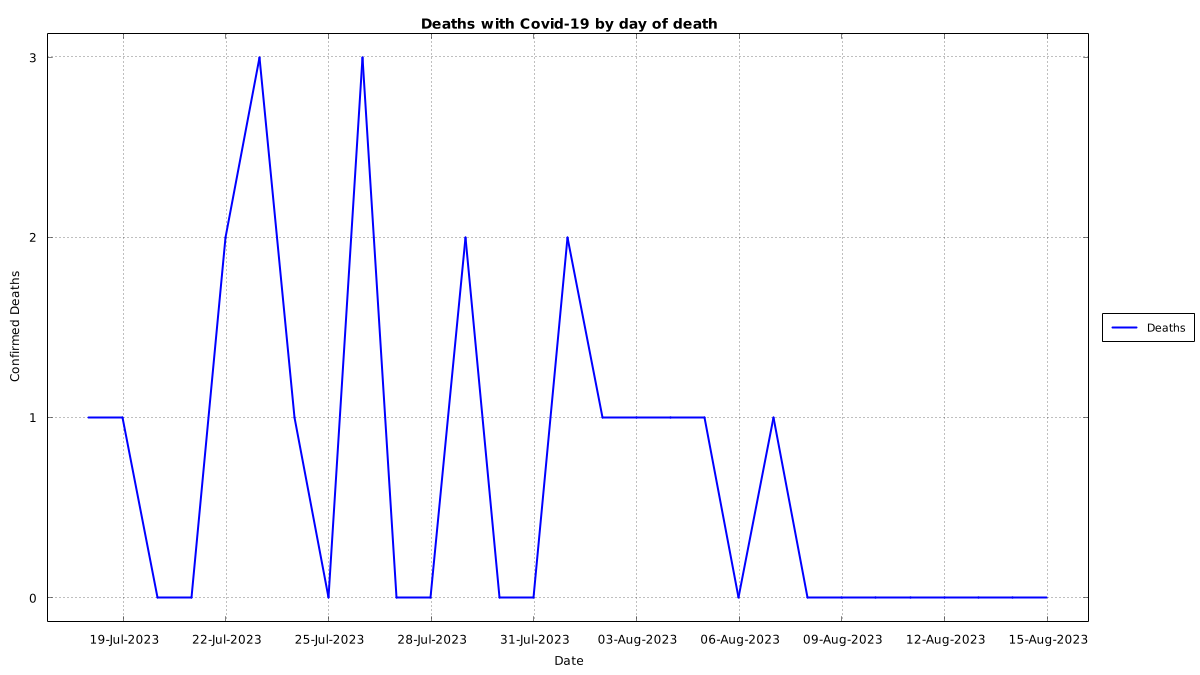 Deaths with Covid-19 by day of death
3
2
1
0
Confirmed Deaths
19-Jul-2023 22-Jul-2023 25-Jul-2023 28-Jul-2023 31-Jul-2023 03-Aug-2023 06-Aug-2023 09-Aug-2023 12-Aug-2023 15-Aug-2023
Date
Deaths